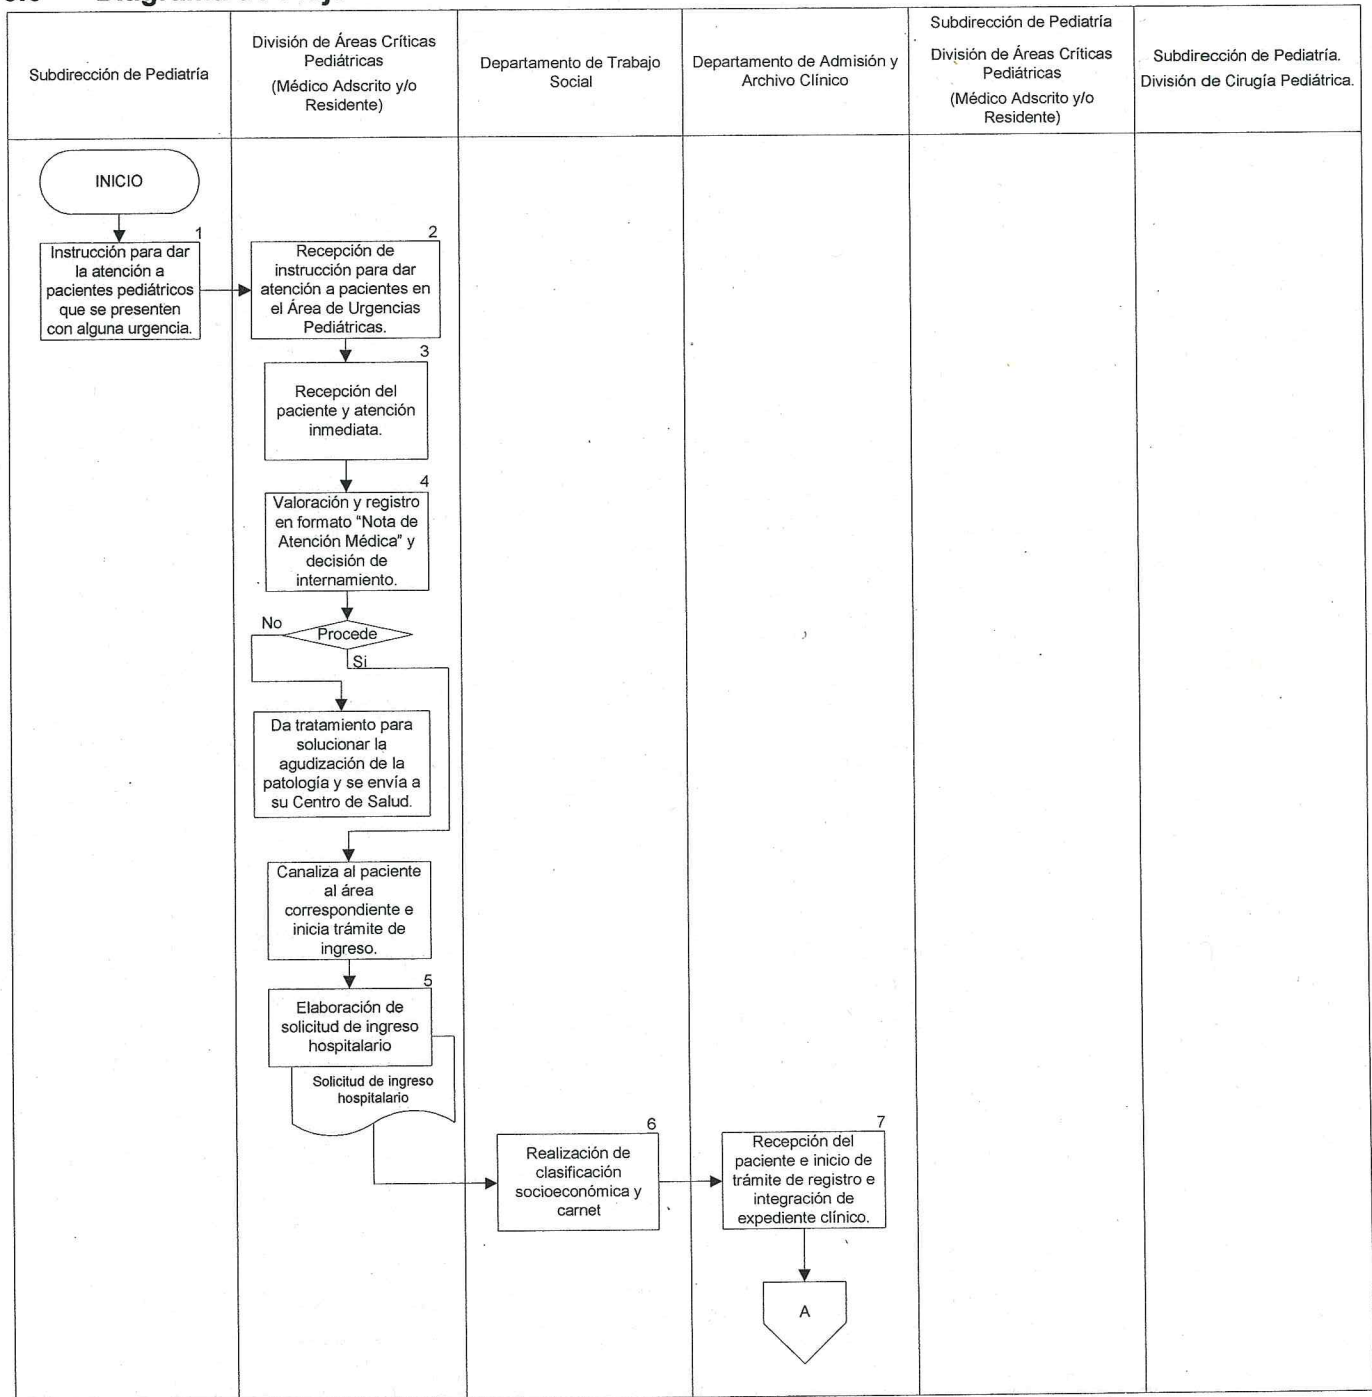 Subdirección de Pediatría
División de Áreas Críticas
Pediátricas
(Médico Adscrito y/o
Residente)
Departamento de Trabajo
Social
Departamento de Admisión y
Archivo Clínico
Subdirección de Pediatría
División de Áreas Críticas
Pediátricas
(Médico Adscrito y/o
Residente)
Subdirección de Pediatría.
División de Cirugía Pediátrica.
INICIO
1
Instrucción para dar
la atención a
pacientes pediátricos
que se presenten
con alguna urgencia.
2
Recepción de
instrucción para dar
atención a pacientes en
el Área de Urgencias
Pediátricas.
3
Recepción del
paciente y atención
inmediata.
4
Valoración y registro
en formato “Nota de
Atención Médica” y
decisión de
internamiento.
No
Procede
Si
Da tratamiento para
solucionar la
agudización de la
patología y se envía a
su Centro de Salud.
Canaliza al paciente
al área
correspondiente e
inicia trámite de
ingreso.
5
Elaboración de
solicitud de ingreso
hospitalario
Solicitud de ingreso
hospitalario
6
Realización de
clasificación
socioeconómica y
carnet
7
Recepción del
paciente e inicio de
trámite de registro e
integración de
expediente clínico.
A